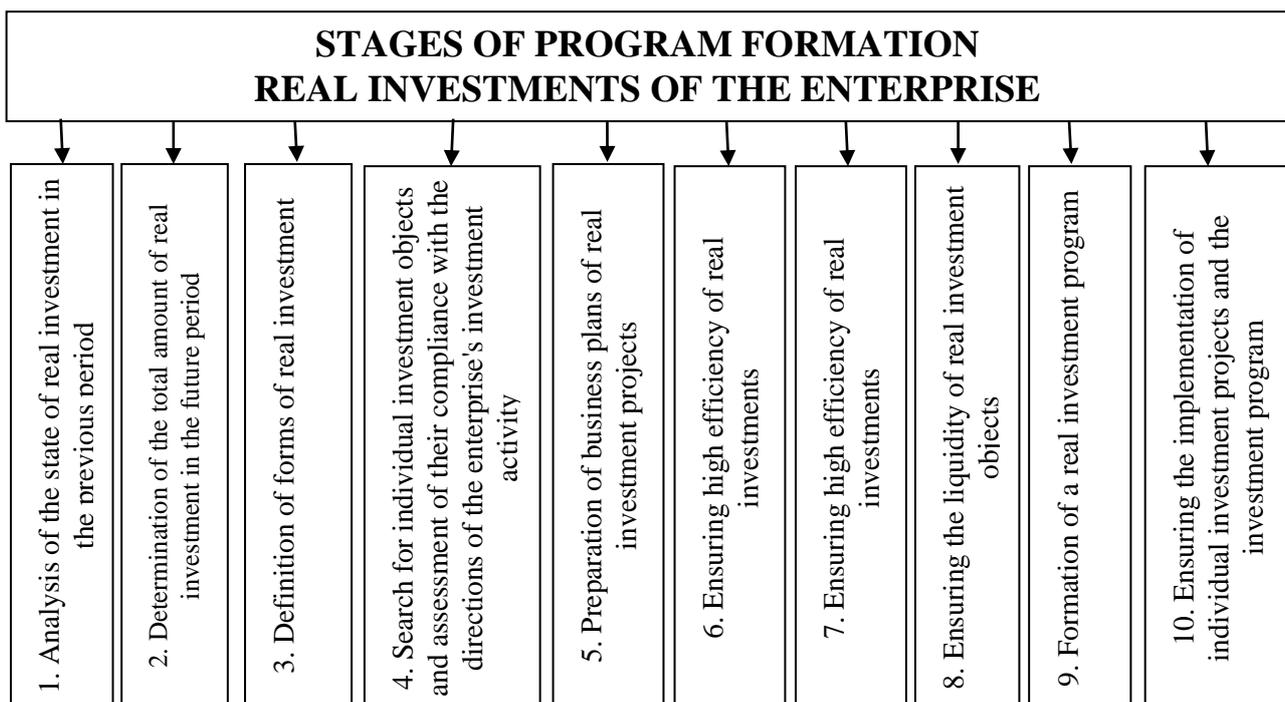 STAGES OF PROGRAM FORMATION
REAL INVESTMENTS OF THE ENTERPRISE
1. Analysis of the state of real investment in
the previous period
2. Determination of the total amount of real
investment in the future period
3. Definition of forms of real investment
4. Search for individual investment objects
and assessment of their compliance with the
directions of the enterprise's investment
activity
5. Preparation of business plans of real
investment projects
6. Ensuring high efficiency of real
investments
7. Ensuring high efficiency of real
investments
8. Ensuring the liquidity of real investment
objects
9. Formation of a real investment program
10. Ensuring the implementation of
individual investment projects and the
investment program